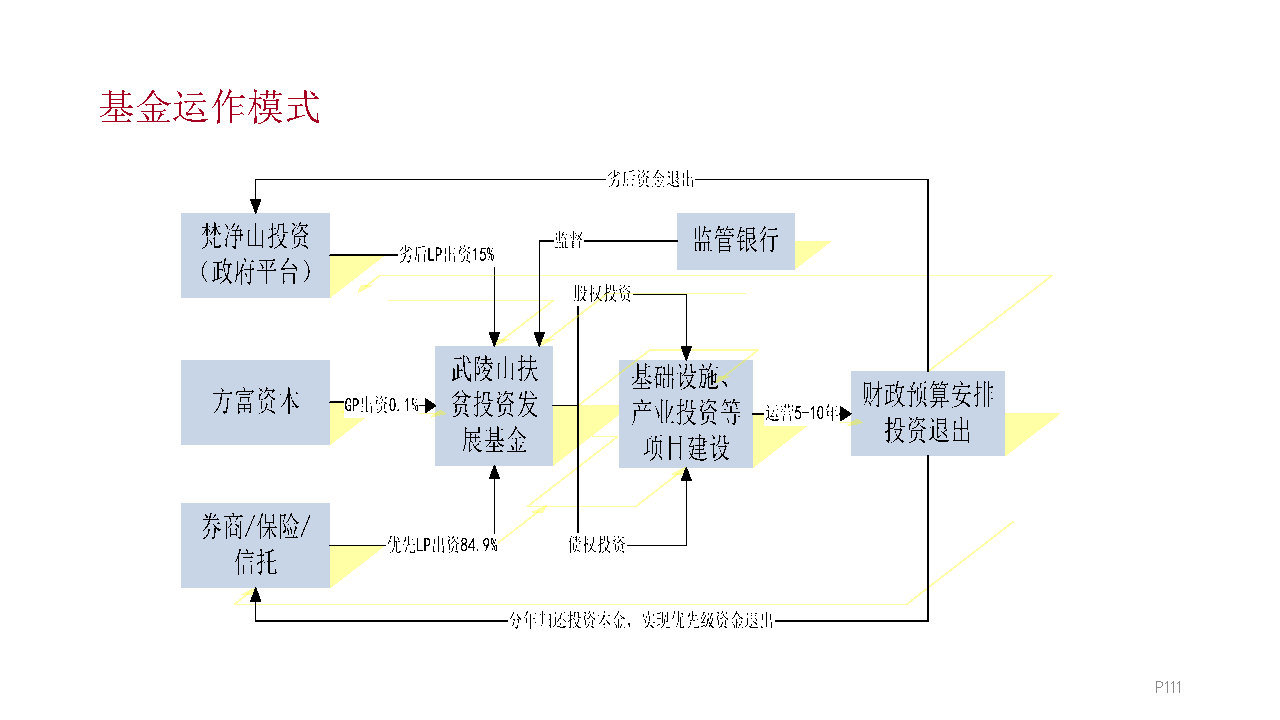 基金运作模式
劣后资金退出
梵净山投资
（政府平台）
监管银行
监督
劣后LP出资15%
股权投资
武陵山扶
贫投资发
展基金
基础设施、
产业投资等
项目建设
方富资本
GP出资0.1%
运营5-10年
财政预算安排
投资退出
券商/保险/
信托
优先LP出资84.9%
债权投资
分年归还投资本金，实现优先级资金退出
P111